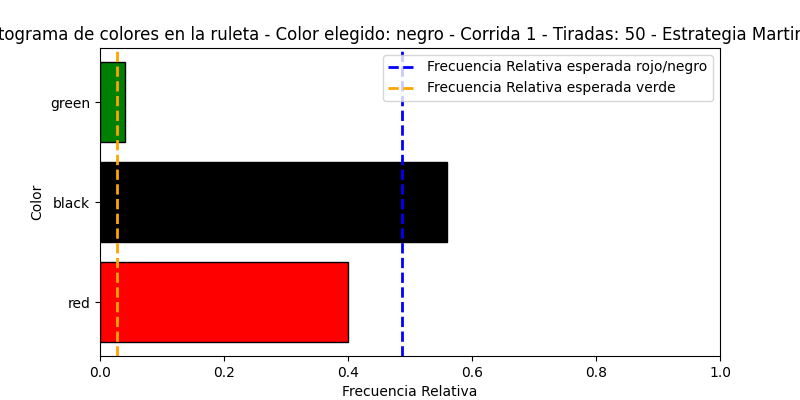 tograma de colores en la ruleta - Color elegido: negro - Corrida 1 - Tiradas: 50 - Estrategia Martin
Frecuencia Relativa esperada rojo/negro
Frecuencia Relativa esperada verde
green
black
red
Color
0.0 0.2 0.4 0.6 0.8 1.0
Frecuencia Relativa